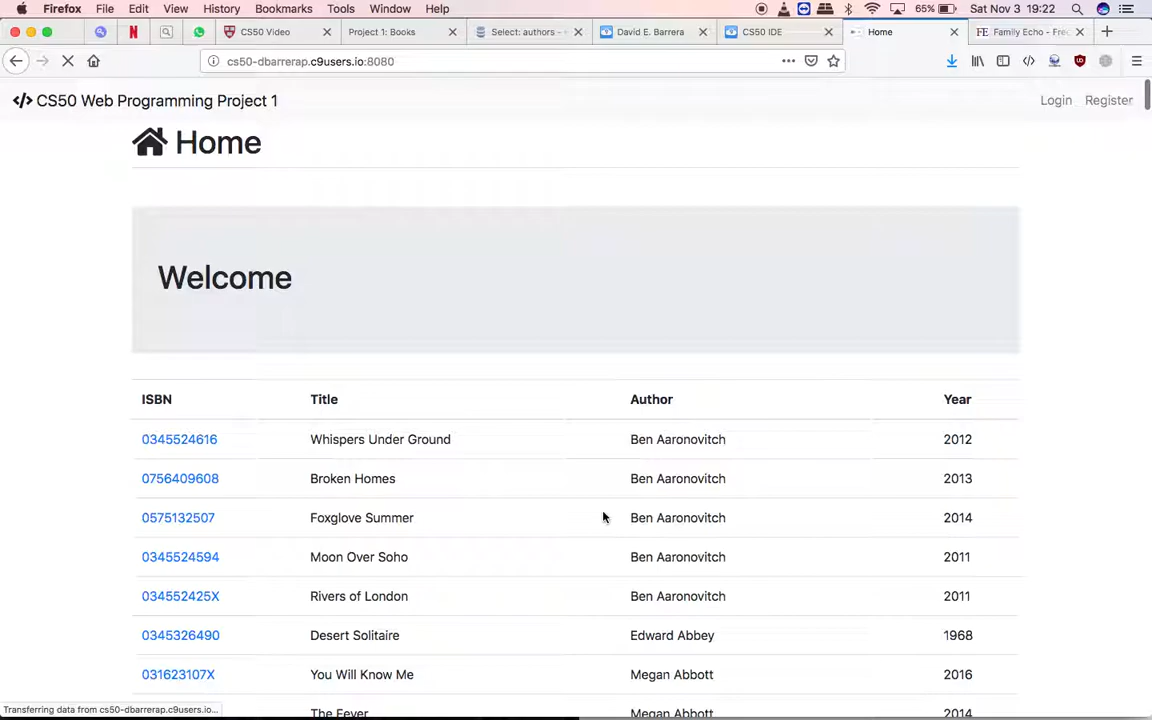 Firefox File Edit View History Bookmarks Tools Window Help 65% Sat Nov 3 19:22
CS50 Video Project 1: Books Select: authors - David E. Barrera CS50 IDE Home Family Echo - Fre
cs50-dbarrerap.c9users.io:8080
CS50 Web Programming Project 1 Login Register
Home
Welcome
ISBN Title Author Year
0345524616 Whispers Under Ground Ben Aaronovitch 2012
0756409608 Broken Homes Ben Aaronovitch 2013
0575132507 Foxglove Summer Ben Aaronovitch 2014
0345524594 Moon Over Soho Ben Aaronovitch 2011
034552425X Rivers of London Ben Aaronovitch 2011
0345326490 Desert Solitaire Edward Abbey 1968
031623107X You Will Know Me Megan Abbott 2016
The Fever Megan Abbott 2014
Transferring data from cs50-dbarrerap.c9users.io...